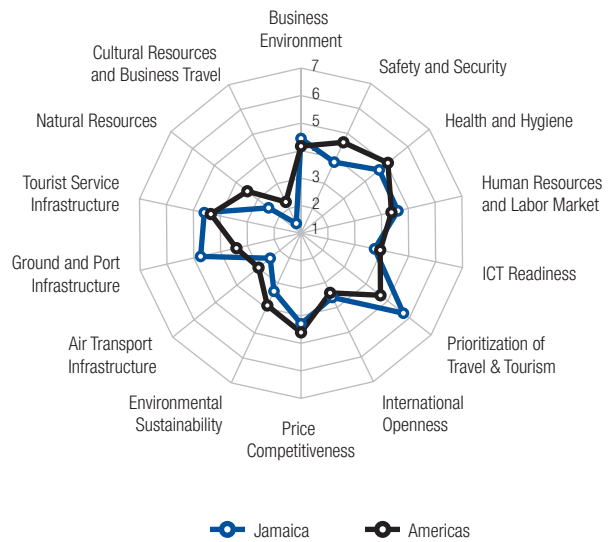 Business
Environment
Cultural Resources
and Business Travel
Safety and Security
Natural Resources
Health and Hygiene
Tourist Service
Infrastructure
Human Resources
and Labor Market
Ground and Port
Infrastructure
ICT Readiness
Air Transport
Infrastructure
Prioritization of
Travel & Tourism
Environmental
Sustainability
International
Openness
Price
Competitiveness
7
6
5
3
2
1
Jamaica
Americas